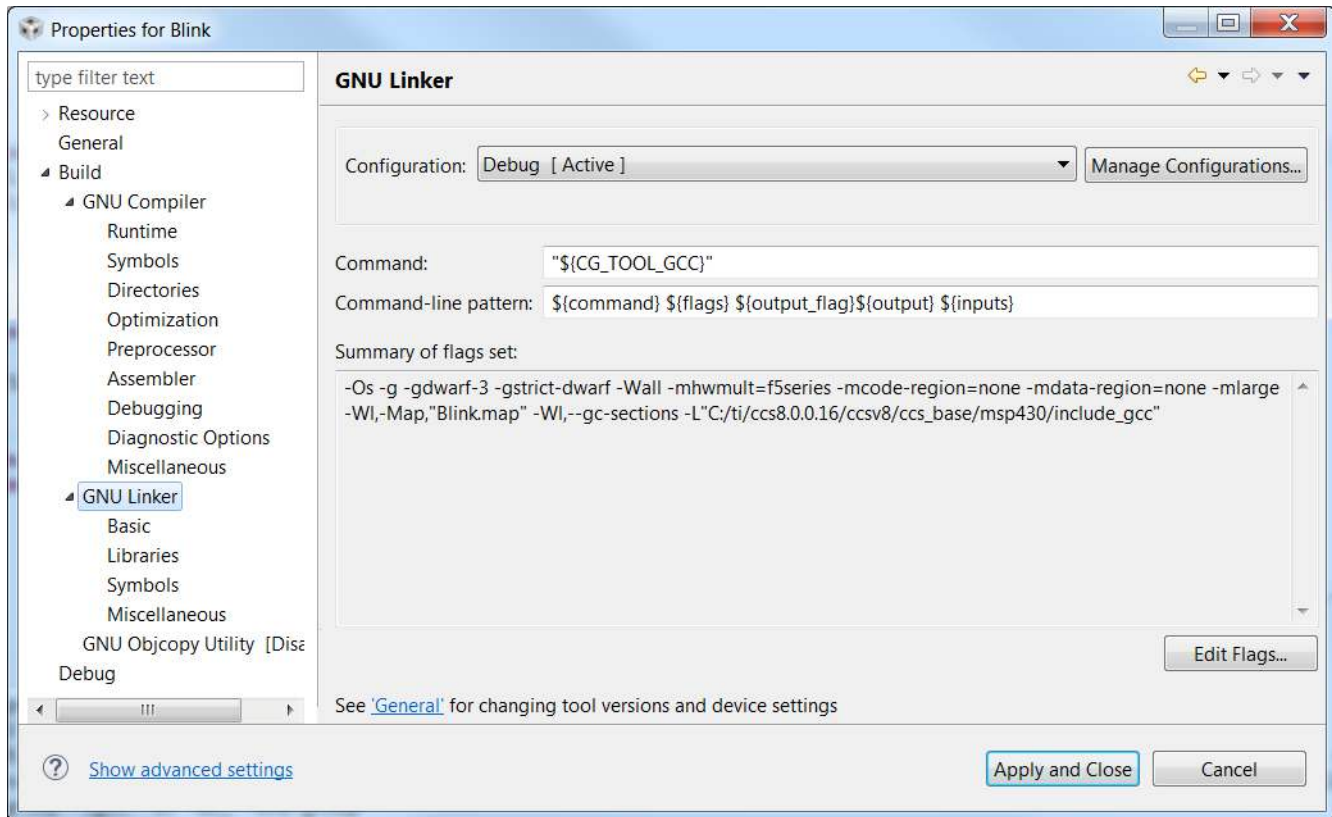 Properties for Blink
type filter text
Resource
General
Build
GNU Compiler
Runtime
Symbols
Directories
Optimization
Preprocessor
Assembler
Debugging
Diagnostic Options
Miscellaneous
GNU Linker
Basic
Libraries
Symbols
Miscellaneous
GNU Objcopy Utility [Disa
Debug
GNU Linker
Configuration: Debug [ Active ] Manage Configurations...
Command: "${CG_TOOL_GCC}"
Command-line pattern: ${command} ${flags} ${output_flag}${output} ${inputs}
Summary of flags set:
-Os -g -gdwarf-3 -gstrict-dwarf -Wall -mhwmult=f5series -mcode-region=none -mdata-region=none -mlarge
-Wl,-Map,"Blink.map" -Wl,--gc-sections -L"C:/ti/ccs8.0.0.16/ccsv8/ccs_base/msp430/include_gcc"
Edit Flags...
See 'General' for changing tool versions and device settings
Show advanced settings
Apply and Close
Cancel